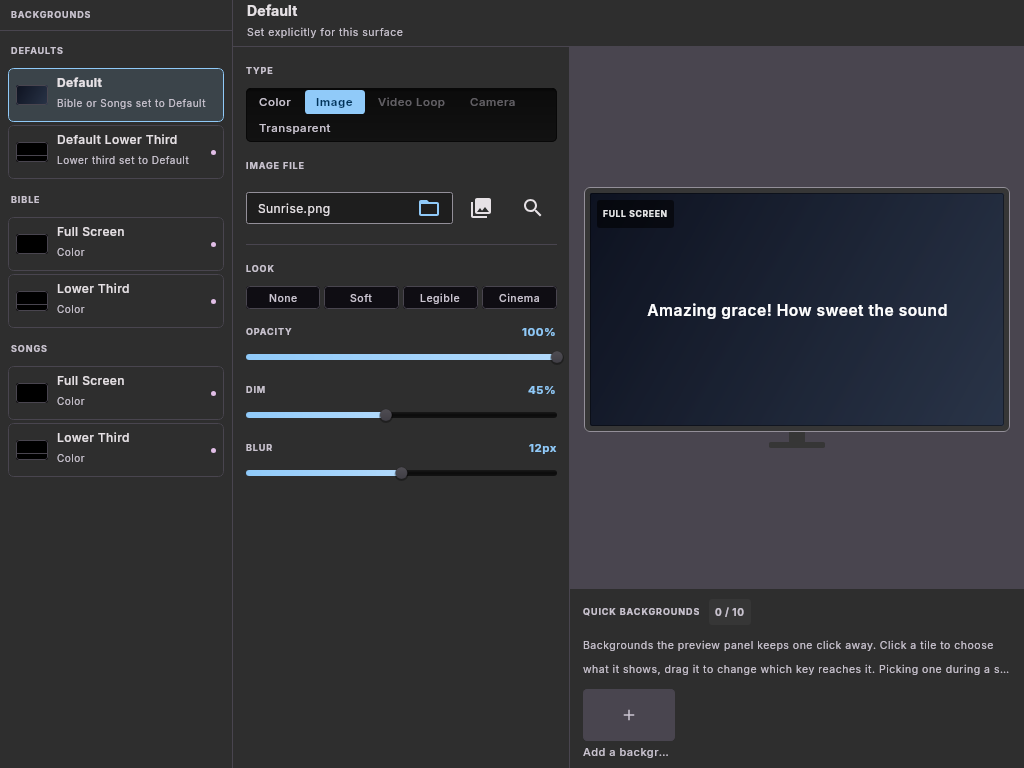 BACKGROUNDS
DEFAULTS
Default
Bible or Songs set to Default
Default Lower Third
Lower third set to Default
BIBLE
Full Screen
Color
Lower Third
Color
SONGS
Full Screen
Color
Lower Third
Color
Default
Set explicitly for this surface
TYPE
Color Image Video Loop Camera
Transparent
IMAGE FILE
Sunrise.png
LOOK
None Soft Legible Cinema
OPACITY 100%
DIM 45%
BLUR 12px
FULL SCREEN
Amazing grace! How sweet the sound
QUICK BACKGROUNDS 0 / 10
Backgrounds the preview panel keeps one click away. Click a tile to choose
what it shows, drag it to change which key reaches it. Picking one during a s...
+
Add a backgr...